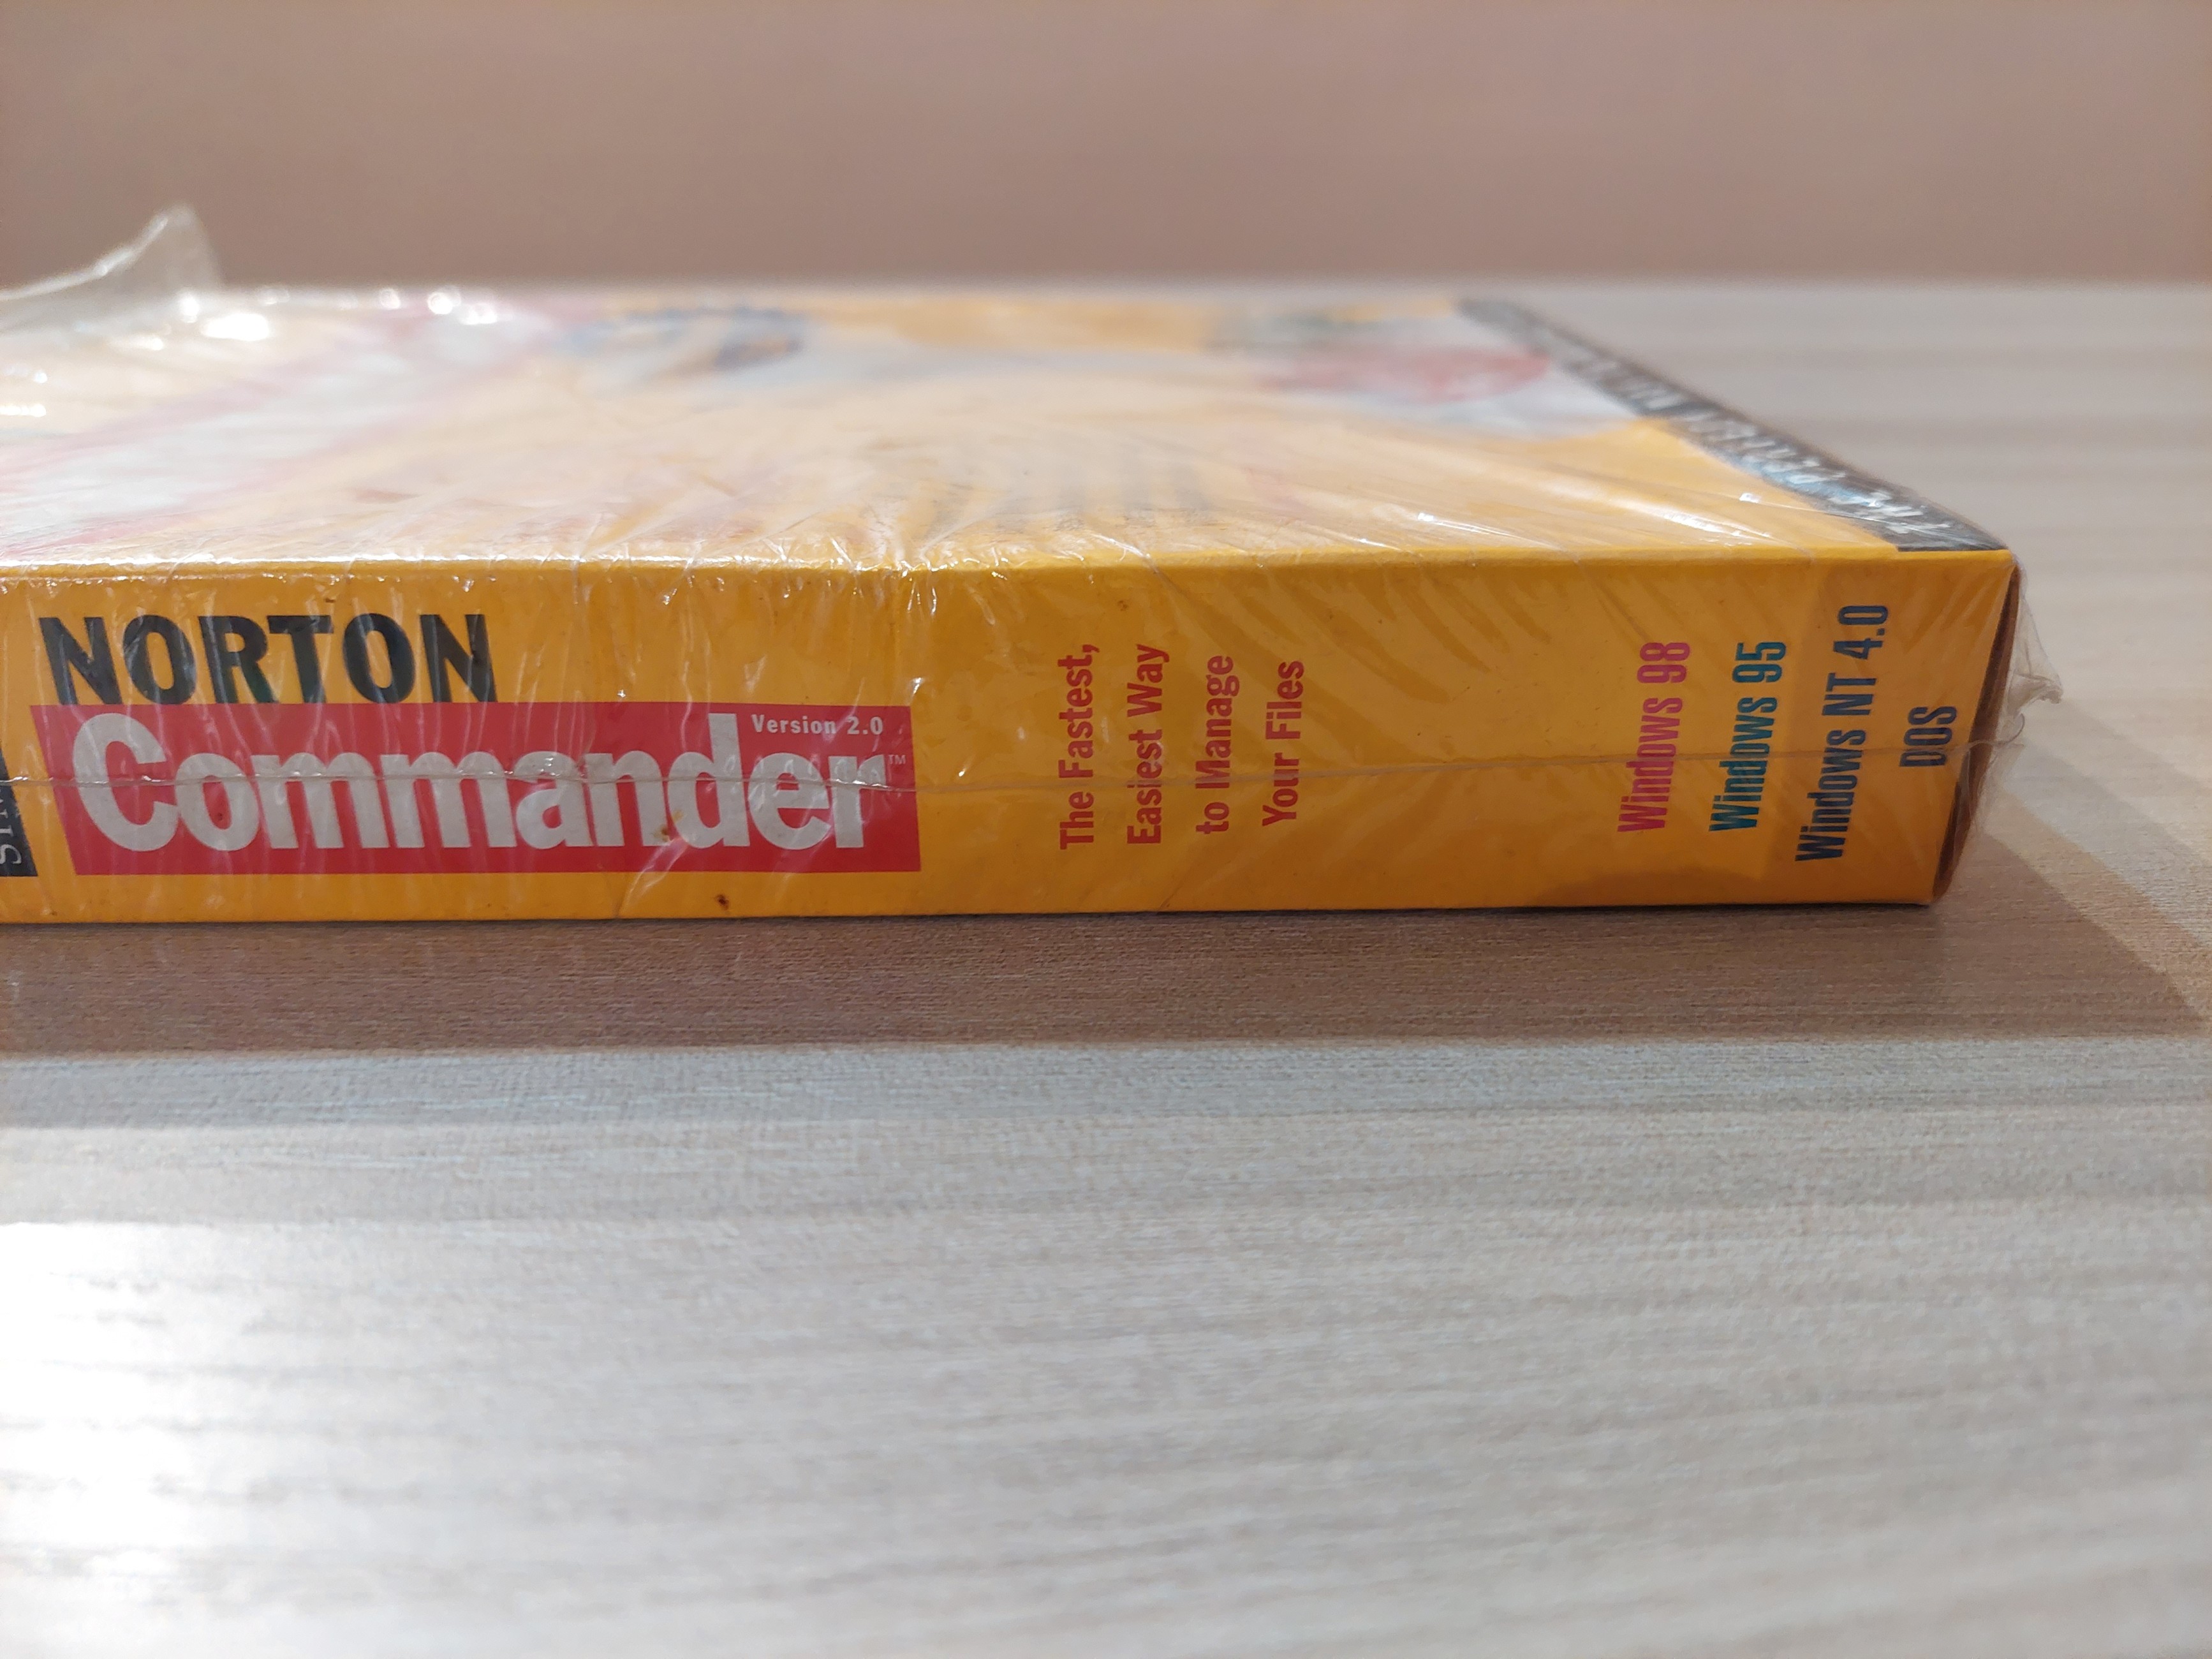 NORTON
Commander™
Version 2.0
The Fastest,
Easiest Way
to Manage
Your Files
Windows 98
Windows 95
Windows NT 4.0
DOS